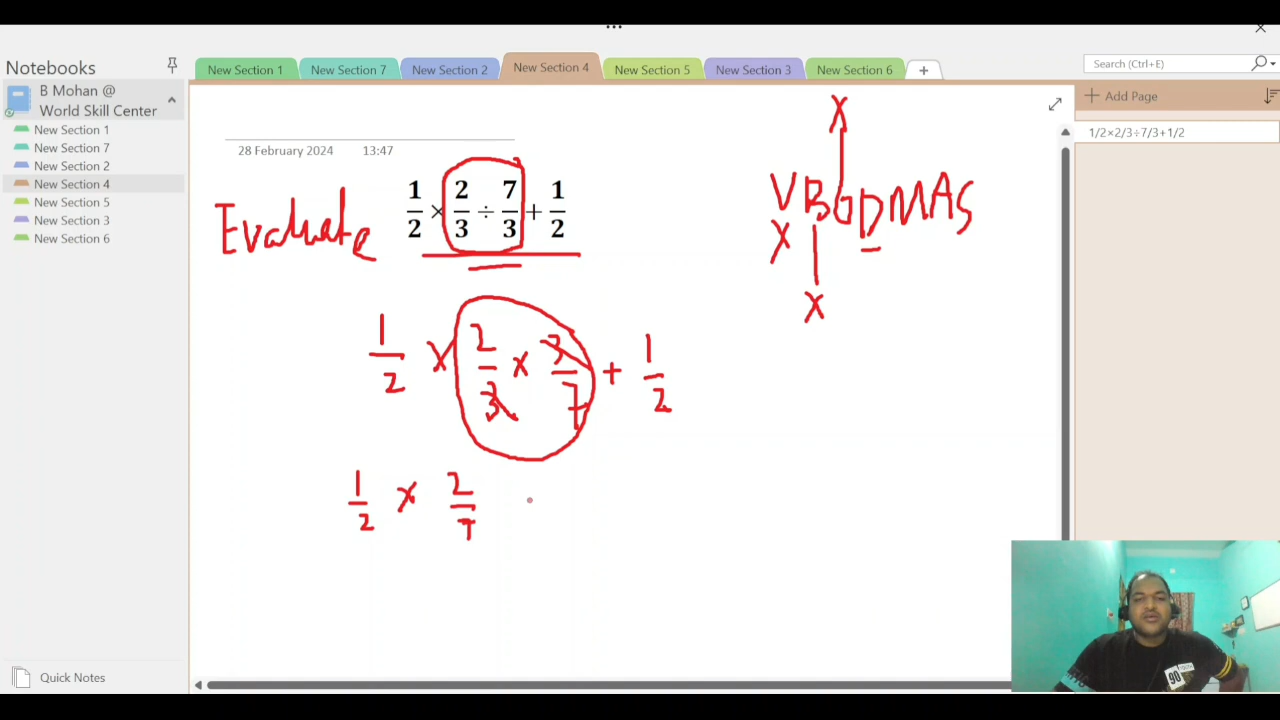 ...
Notebooks
B Mohan @
World Skill Center
New Section 1
New Section 7
New Section 2
New Section 4
New Section 5
New Section 3
New Section 6
Quick Notes
New Section 1 New Section 7 New Section 2 New Section 4 New Section 5 New Section 3 New Section 6 +
Search (Ctrl+E)
+ Add Page
1/2×2/3÷7/3+1/2
28 February 2024 13:47
Evaluate 1/2 × 2/3 ÷ 7/3 + 1/2
X
VBODMAS
X
X
1/2 × 2/3 × 3/7 + 1/2
1/2 × 2/7
90